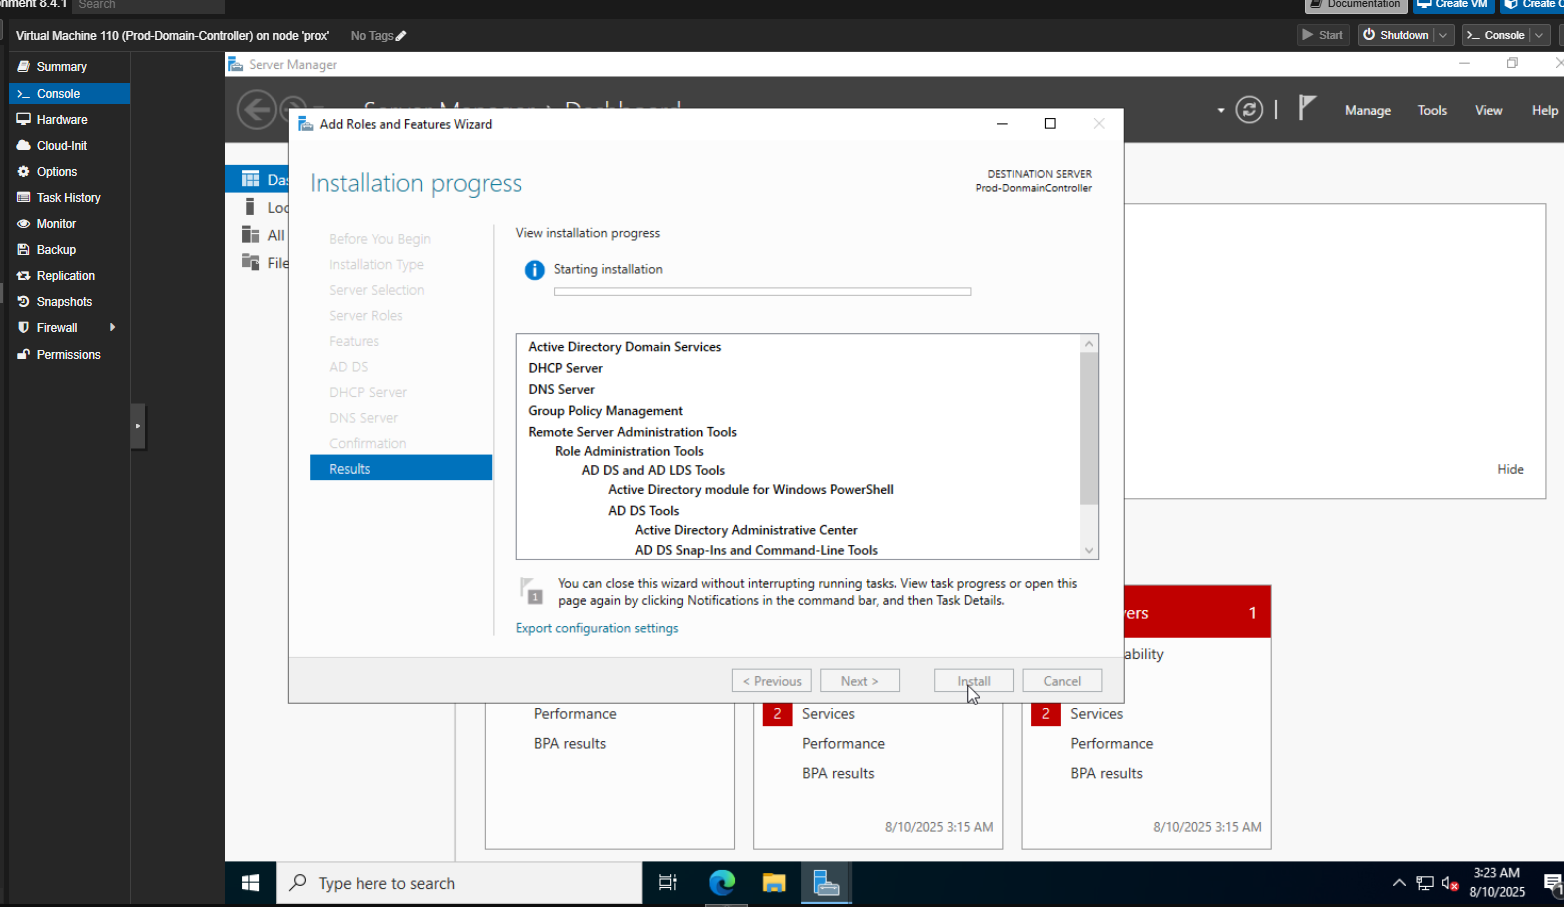 nment 8.4.1
Search
Documentation
Create VM
Create C
Virtual Machine 110 (Prod-Domain-Controller) on node 'prox'
No Tags
Start
Shutdown
Console
Summary
Console
Hardware
Cloud-Init
Options
Task History
Monitor
Backup
Replication
Snapshots
Firewall
Permissions
Server Manager
Manage
Tools
View
Help
Das
Loc
All
File
Add Roles and Features Wizard
Installation progress
DESTINATION SERVER
Prod-DonmainController
Before You Begin
Installation Type
Server Selection
Server Roles
Features
AD DS
DHCP Server
DNS Server
Confirmation
Results
View installation progress
Starting installation
Active Directory Domain Services
DHCP Server
DNS Server
Group Policy Management
Remote Server Administration Tools
Role Administration Tools
AD DS and AD LDS Tools
Active Directory module for Windows PowerShell
AD DS Tools
Active Directory Administrative Center
AD DS Snap-Ins and Command-Line Tools
1
You can close this wizard without interrupting running tasks. View task progress or open this
page again by clicking Notifications in the command bar, and then Task Details.
Export configuration settings
< Previous
Next >
Install
Cancel
Hide
vers 1
ability
Performance
BPA results
2 Services
Performance
BPA results
8/10/2025 3:15 AM
2 Services
Performance
BPA results
8/10/2025 3:15 AM
Type here to search
3:23 AM
8/10/2025